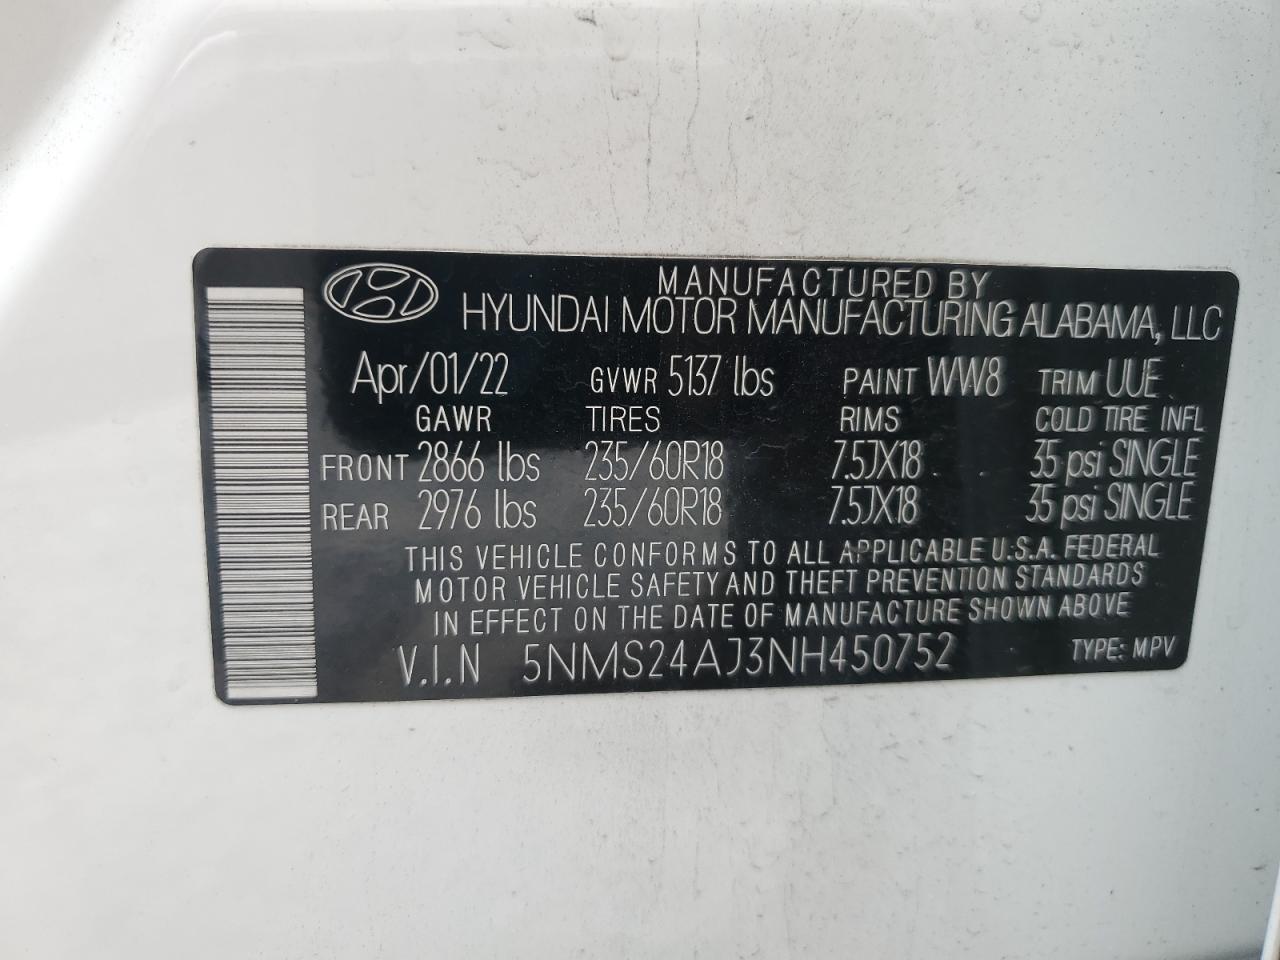 MANUFACTURED BY
HYUNDAI MOTOR MANUFACTURING ALABAMA, LLC
Apr/01/22 GVWR 5137 lbs PAINT WW8 TRIM UUE
GAWR TIRES RIMS COLD TIRE INFL
FRONT 2866 lbs 235/60R18 7.5JX18 35 psi SINGLE
REAR 2976 lbs 235/60R18 7.5JX18 35 psi SINGLE
THIS VEHICLE CONFORMS TO ALL APPLICABLE U.S.A. FEDERAL
MOTOR VEHICLE SAFETY AND THEFT PREVENTION STANDARDS
IN EFFECT ON THE DATE OF MANUFACTURE SHOWN ABOVE
V.I.N 5NMS24AJ3NH450752 TYPE: MPV